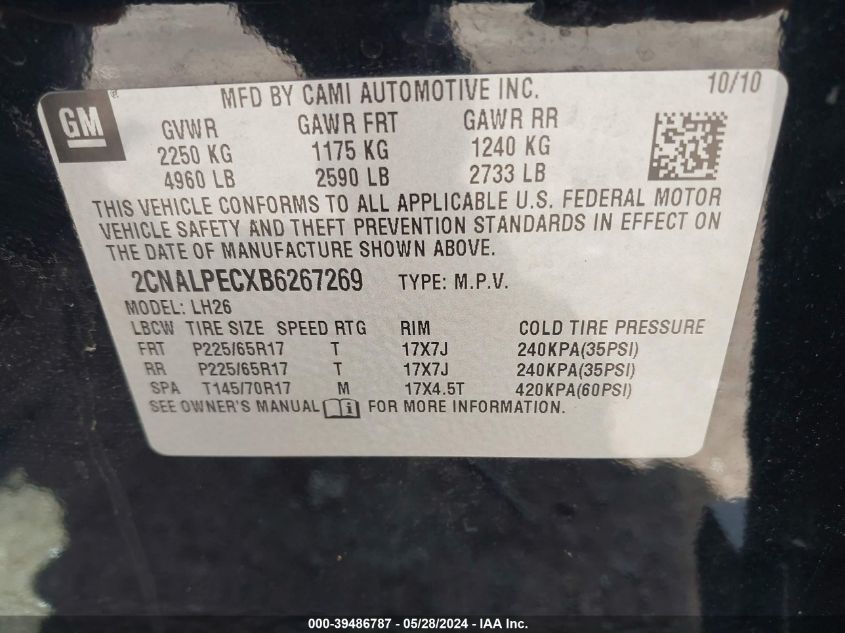 MFD BY CAMI AUTOMOTIVE INC. 10/10
GM
GVWR GAWR FRT GAWR RR
2250 KG 1175 KG 1240 KG
4960 LB 2590 LB 2733 LB
THIS VEHICLE CONFORMS TO ALL APPLICABLE U.S. FEDERAL MOTOR
VEHICLE SAFETY AND THEFT PREVENTION STANDARDS IN EFFECT ON
THE DATE OF MANUFACTURE SHOWN ABOVE.
2CNALPECXB6267269 TYPE: M.P.V.
MODEL: LH26
LBCW TIRE SIZE SPEED RTG RIM COLD TIRE PRESSURE
FRT P225/65R17 T 17X7J 240KPA(35PSI)
RR P225/65R17 T 17X7J 240KPA(35PSI)
SPA T145/70R17 M 17X4.5T 420KPA(60PSI)
SEE OWNER'S MANUAL FOR MORE INFORMATION.
000-39486787 - 05/28/2024 - IAA Inc.